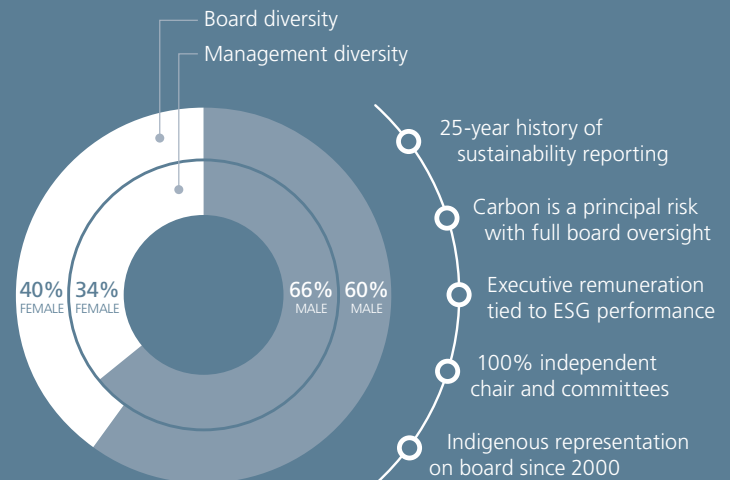 Board diversity
Management diversity
40%
FEMALE
34%
FEMALE
66%
MALE
60%
MALE
25-year history of
sustainability reporting
Carbon is a principal risk
with full board oversight
Executive remuneration
tied to ESG performance
100% independent
chair and committees
Indigenous representation
on board since 2000